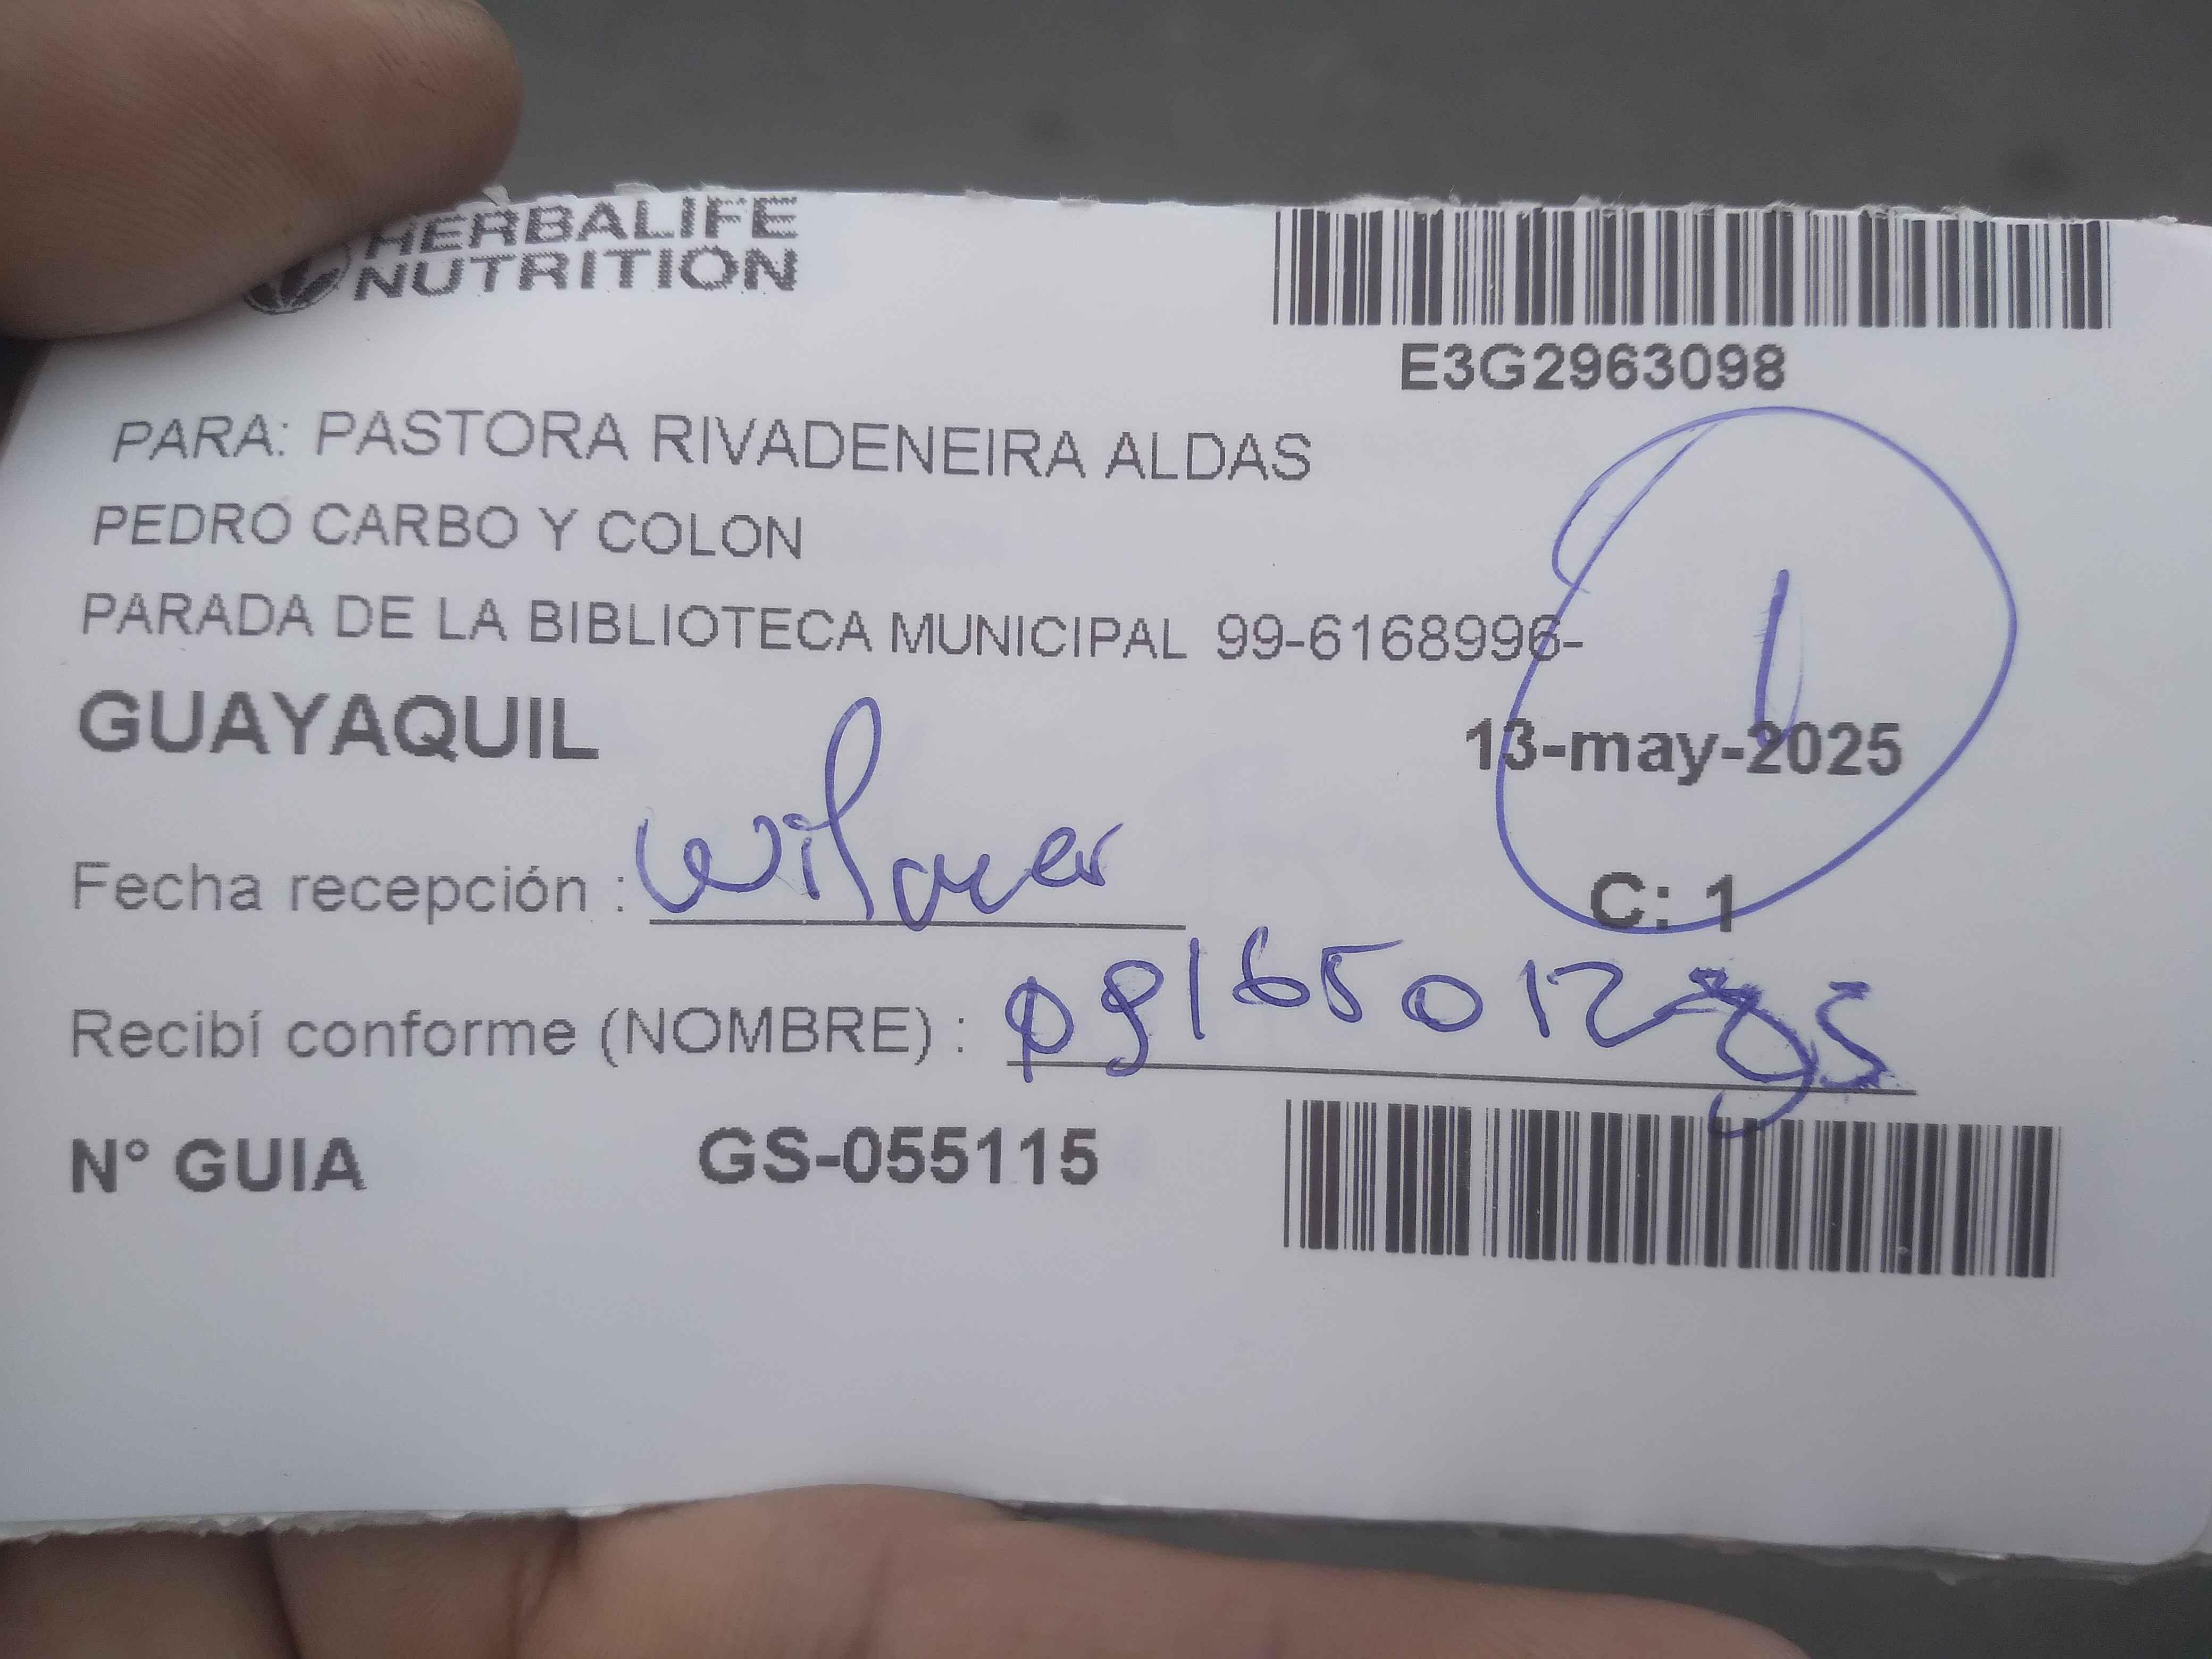 HERBALIFE
NUTRITION
E3G2963098
PARA: PASTORA RIVADENEIRA ALDAS
PEDRO CARBO Y COLON
PARADA DE LA BIBLIOTECA MUNICIPAL 99-6168996-
1
GUAYAQUIL
13-may-2025
Fecha recepción : Wilmer
C: 1
Recibí conforme (NOMBRE) :
N° GUIA GS-055115